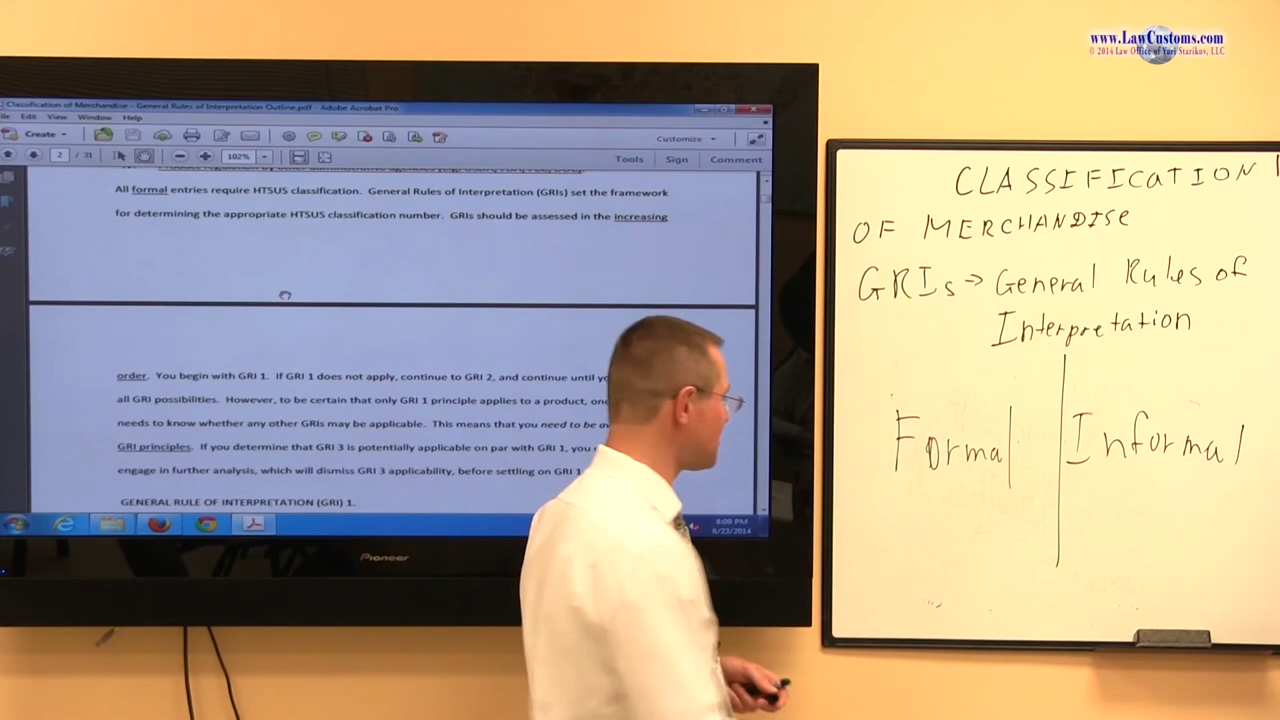 www.LawCustoms.com
© 2014 Law Office of Yuri Starikov, LLC
Classification of Merchandise - General Rules of Interpretation Outline.pdf - Adobe Acrobat Pro
ile Edit View Window Help
Create
Customize
2 / 31
102%
Tools Sign Comment
All formal entries require HTSUS classification. General Rules of Interpretation (GRIs) set the framework
for determining the appropriate HTSUS classification number. GRIs should be assessed in the increasing
order. You begin with GRI 1. If GRI 1 does not apply, continue to GRI 2, and continue until
all GRI possibilities. However, to be certain that only GRI 1 principle applies to a product,
needs to know whether any other GRIs may be applicable. This means that you need to be
GRI principles. If you determine that GRI 3 is potentially applicable on par with GRI 1,
engage in further analysis, which will dismiss GRI 3 applicability, before settling on GRI 1
GENERAL RULE OF INTERPRETATION (GRI) 1.
8:09 PM
6/23/2014
Pioneer
CLASSIFICATION
OF MERCHANDISE
GRIs → General Rules of
Interpretation
Formal Informal